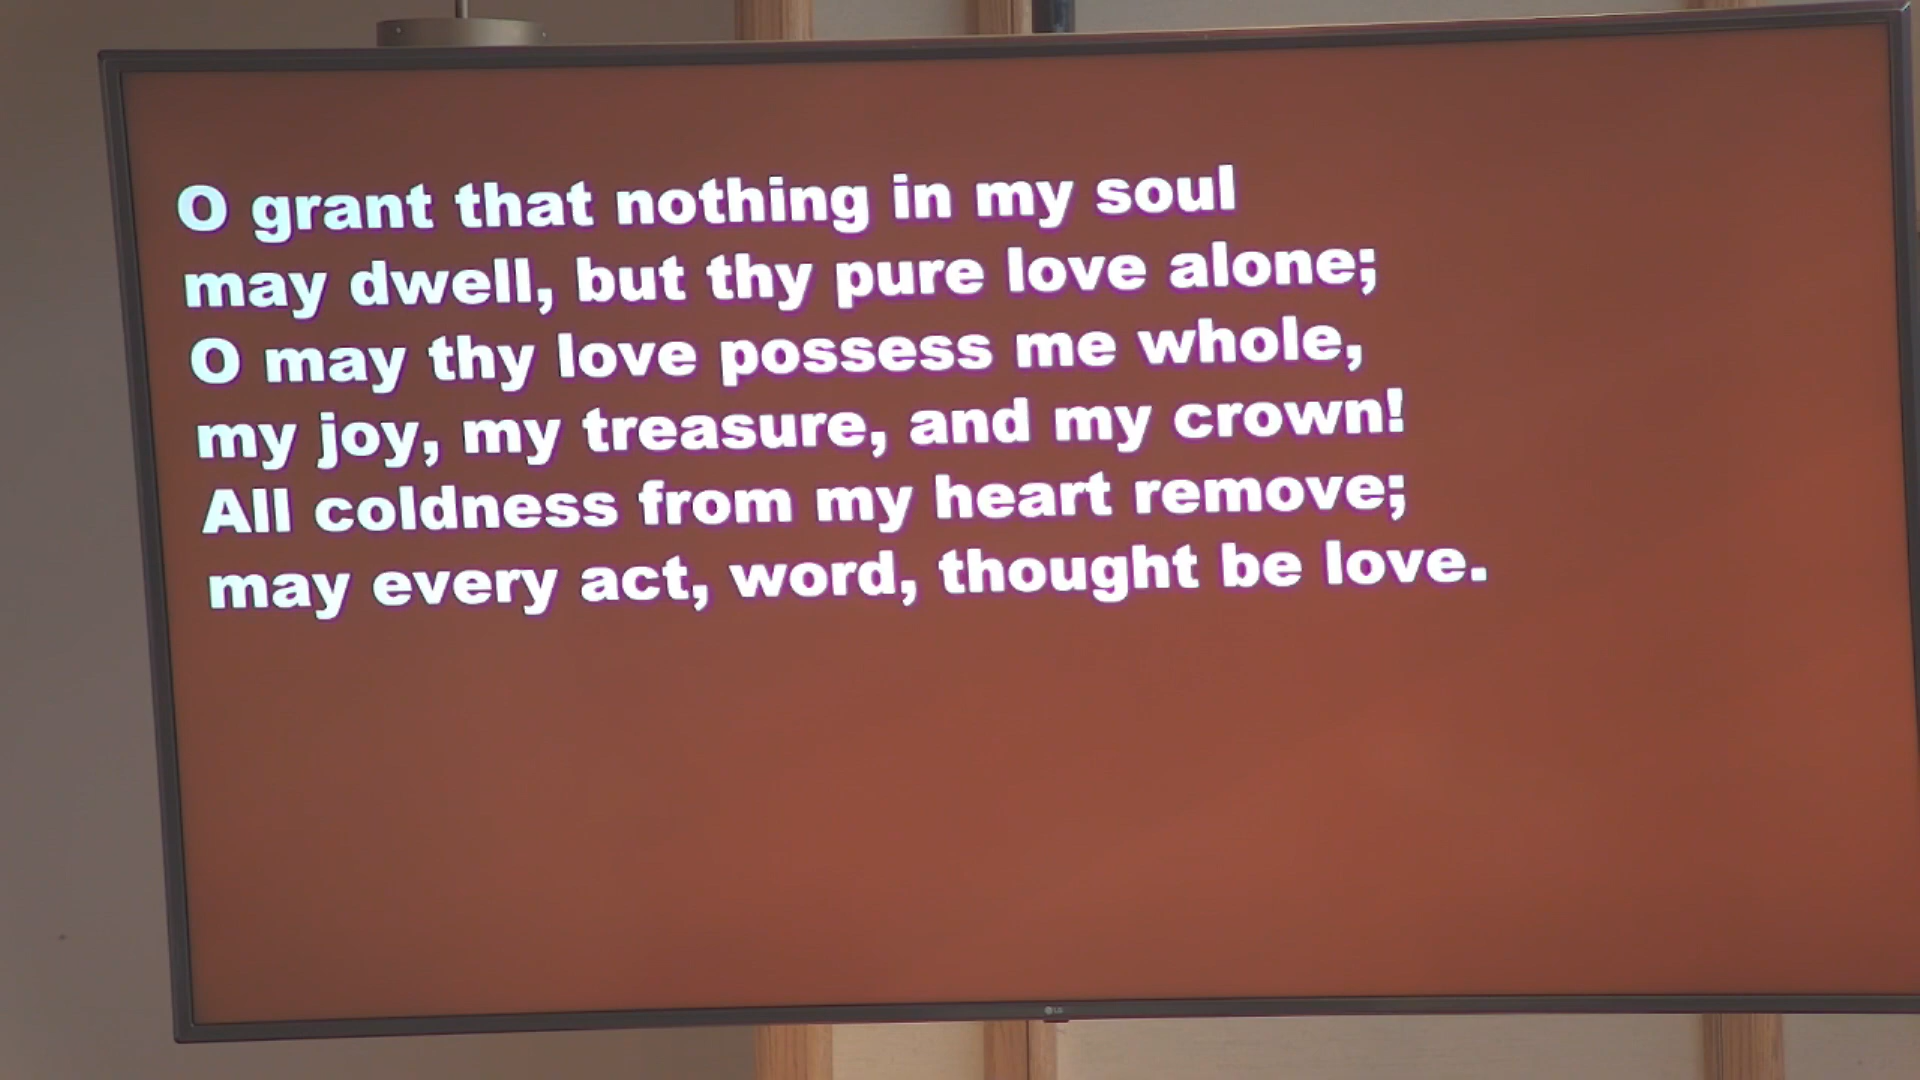 O grant that nothing in my soul
may dwell, but thy pure love alone;
O may thy love possess me whole,
my joy, my treasure, and my crown!
All coldness from my heart remove;
may every act, word, thought be love.
LG